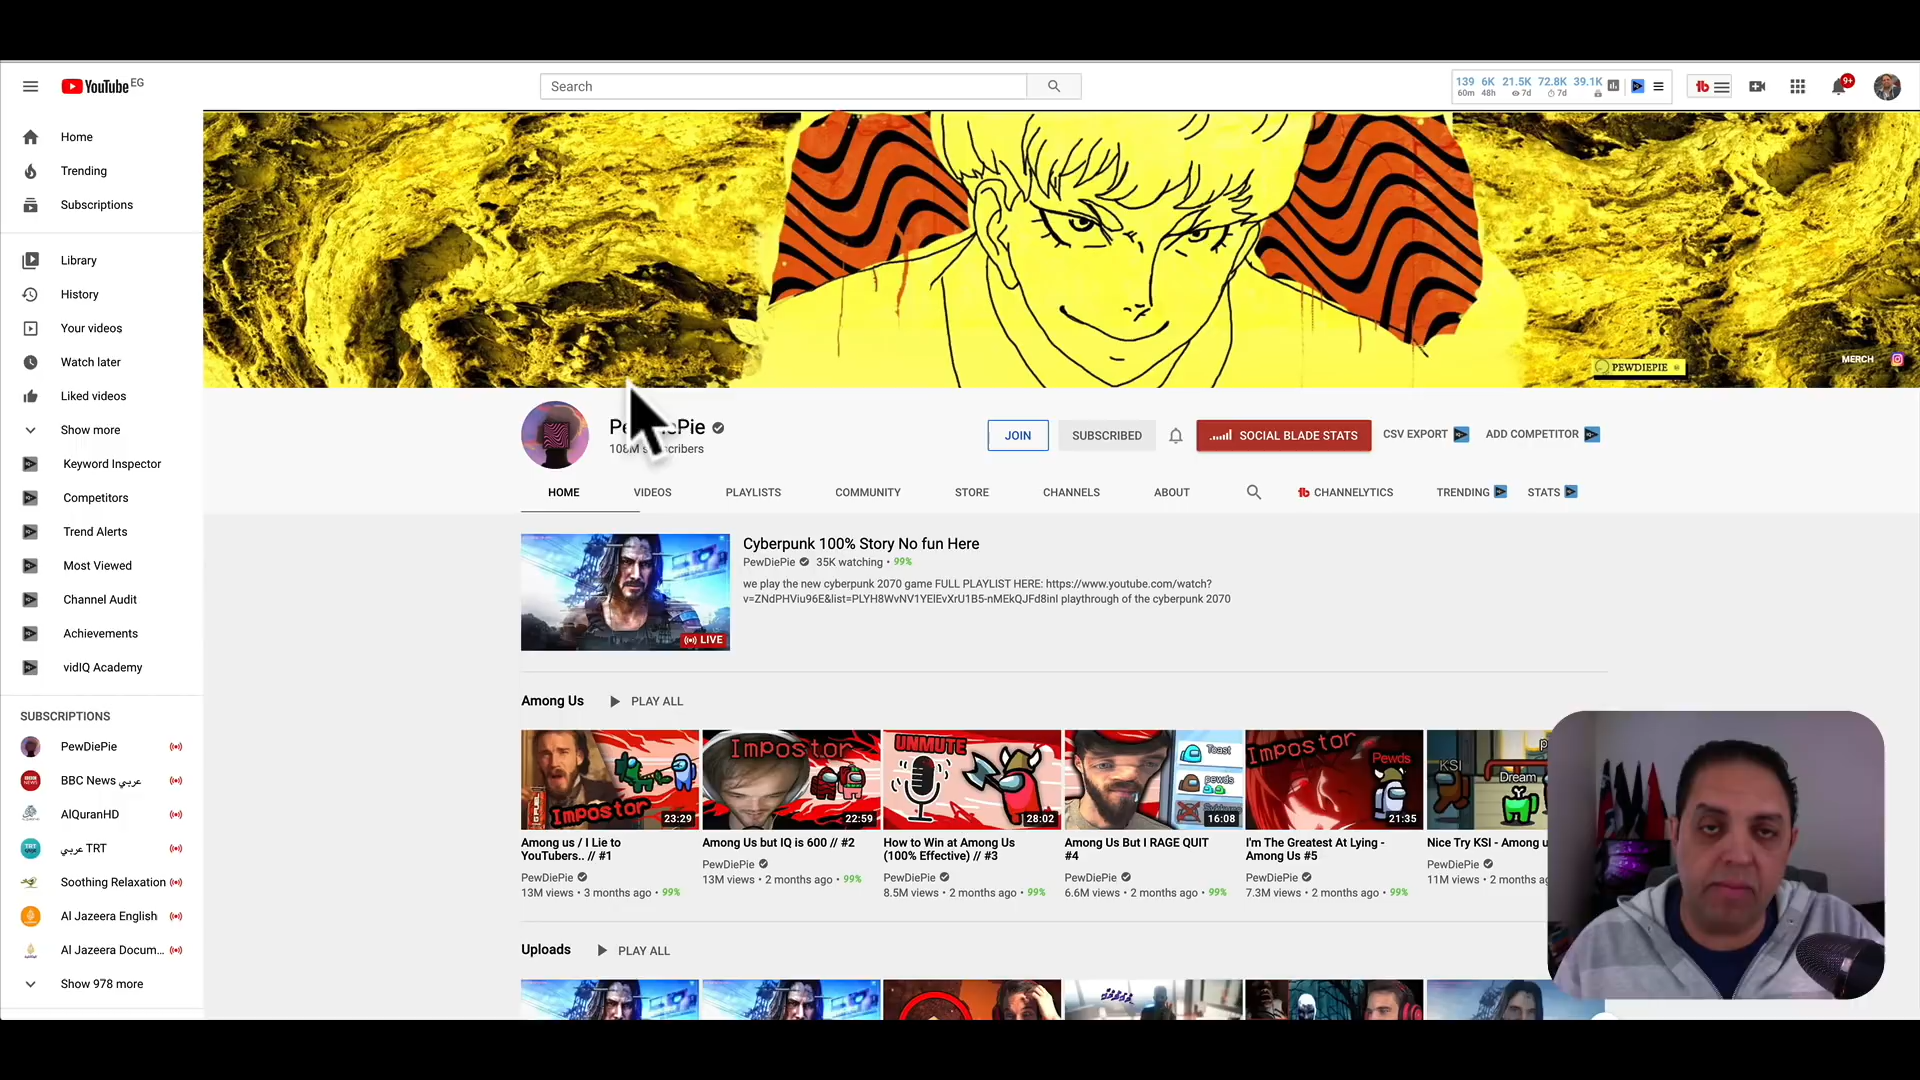 YouTube EG
Search
139 6K 21.5K 72.8K 39.1K
60m 48h 7d 7d
9+
Home
Trending
Subscriptions
Library
History
Your videos
Watch later
Liked videos
Show more
Keyword Inspector
Competitors
Trend Alerts
Most Viewed
Channel Audit
Achievements
vidIQ Academy
SUBSCRIPTIONS
PewDiePie
BBC News عربي
AlQuranHD
TRT عربي
Soothing Relaxation
Al Jazeera English
Al Jazeera Docum...
Show 978 more
PEWDIEPIE
MERCH
108M
JOIN
SUBSCRIBED
SOCIAL BLADE STATS
CSV EXPORT
ADD COMPETITOR
HOME
VIDEOS
PLAYLISTS
COMMUNITY
STORE
CHANNELS
ABOUT
CHANNELYTICS
TRENDING
STATS
LIVE
Cyberpunk 100% Story No fun Here
PewDiePie 35K watching • 99%
we play the new cyberpunk 2070 game FULL PLAYLIST HERE: https://www.youtube.com/watch?
v=ZNdPHViu96E&list=PLYH8WvNV1YElEvXrU1B5-nMEkQJFd8inI playthrough of the cyberpunk 2070
Among Us
PLAY ALL
Impostor
23:29
Among us / I Lie to
YouTubers.. // #1
PewDiePie
13M views • 3 months ago • 99%
Impostor
22:59
Among Us but IQ is 600 // #2
PewDiePie
13M views • 2 months ago • 99%
UNMUTE
28:02
How to Win at Among Us
(100% Effective) // #3
PewDiePie
8.5M views • 2 months ago • 99%
Toast
pewds
16:08
Among Us But I RAGE QUIT
#4
PewDiePie
6.6M views • 2 months ago • 99%
Impostor
Pewds
21:35
I'm The Greatest At Lying -
Among Us #5
PewDiePie
7.3M views • 2 months ago • 99%
KSI
Dream
Nice Try KSI - Among
PewDiePie
11M views • 2 months
Uploads
PLAY ALL